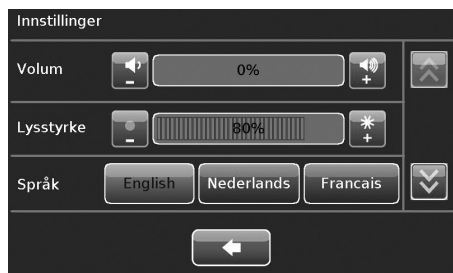 Innstillinger
Volum - 0% +
Lysstyrke - 80% +
Språk English Nederlands Francais